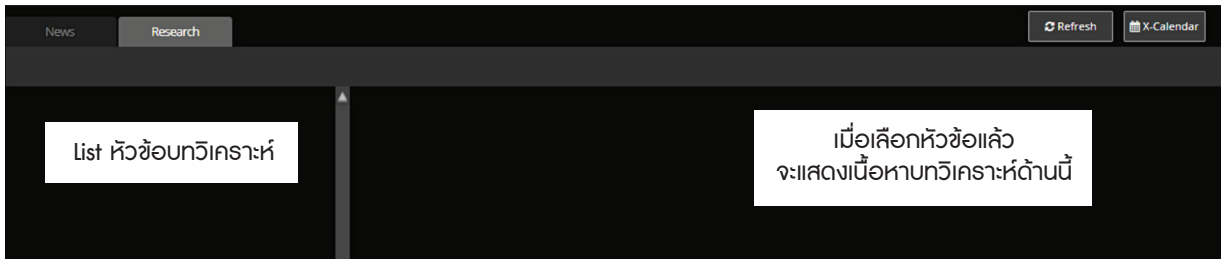 News
Research
Refresh
X-Calendar
List หัวข้อบทวิเคราะห์
เมื่อเลือกหัวข้อแล้ว
จะแสดงเนื้อหาบทวิเคราะห์ด้านนี้